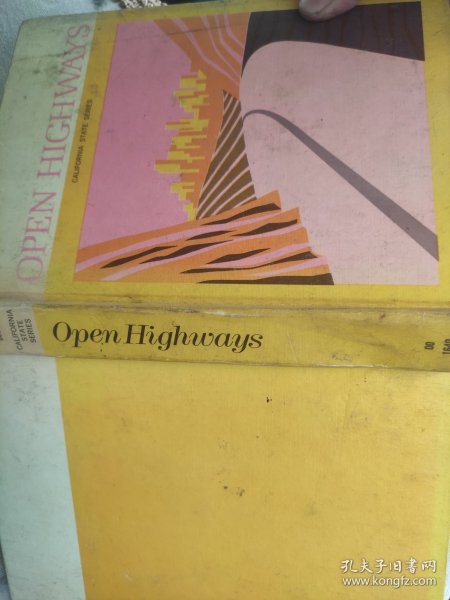 OPEN HIGHWAYS
CALIFORNIA STATE SERIES
CALIFORNIA
STATE
SERIES
Open Highways
孔夫子旧书网
www.kongfz.com